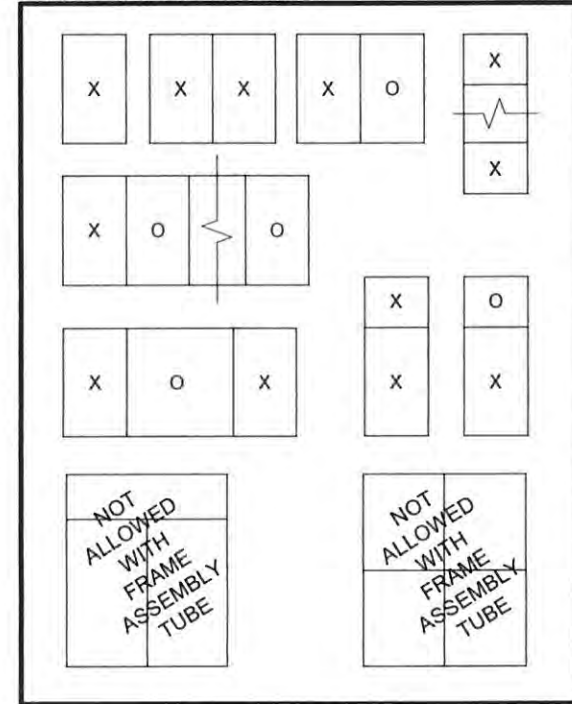 X
X X
X O
X
X
X O O
X O X
X
X
O
X
NOT
ALLOWED
WITH
FRAME
ASSEMBLY
TUBE
NOT
ALLOWED
WITH
FRAME
ASSEMBLY
TUBE